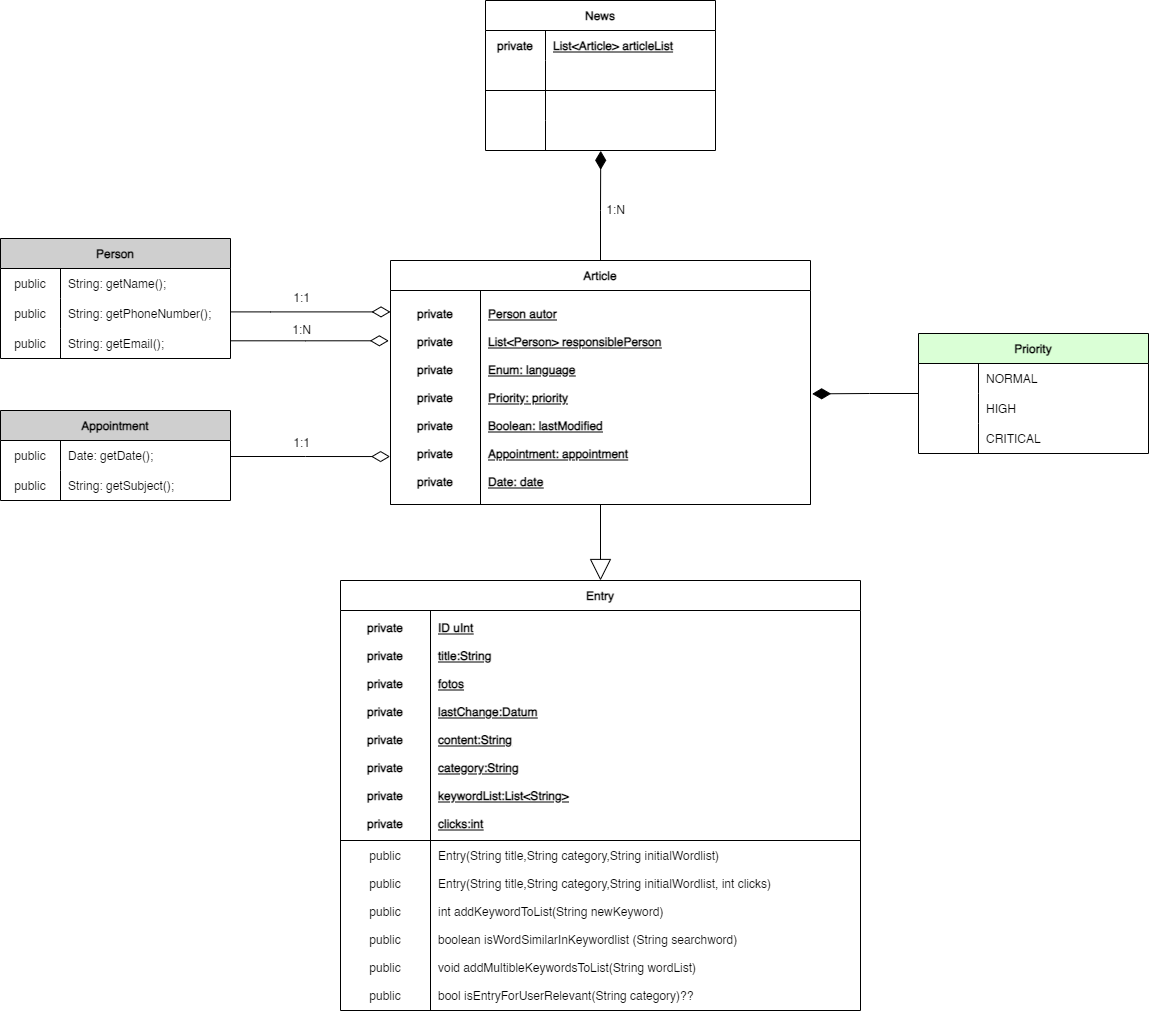 News
private List<Article> articleList
1:N
Person
public String: getName();
public String: getPhoneNumber();
public String: getEmail();
1:1
1:N
Appointment
public Date: getDate();
public String: getSubject();
1:1
Article
private Person autor
private List<Person> responsiblePerson
private Enum: language
private Priority: priority
private Boolean: lastModified
private Appointment: appointment
private Date: date
Priority
NORMAL
HIGH
CRITICAL
Entry
private ID uInt
private title:String
private fotos
private lastChange:Datum
private content:String
private category:String
private keywordList:List<String>
private clicks:int
public Entry(String title,String category,String initialWordlist)
public Entry(String title,String category,String initialWordlist, int clicks)
public int addKeywordToList(String newKeyword)
public boolean isWordSimilarInKeywordlist (String searchword)
public void addMultibleKeywordsToList(String wordList)
public bool isEntryForUserRelevant(String category)??